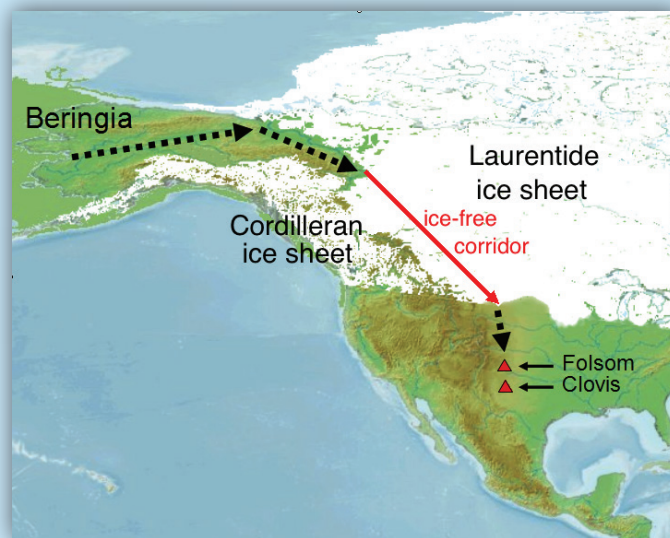 Beringia
Laurentide
ice sheet
ice-free
corridor
Cordilleran
ice sheet
Folsom
Clovis